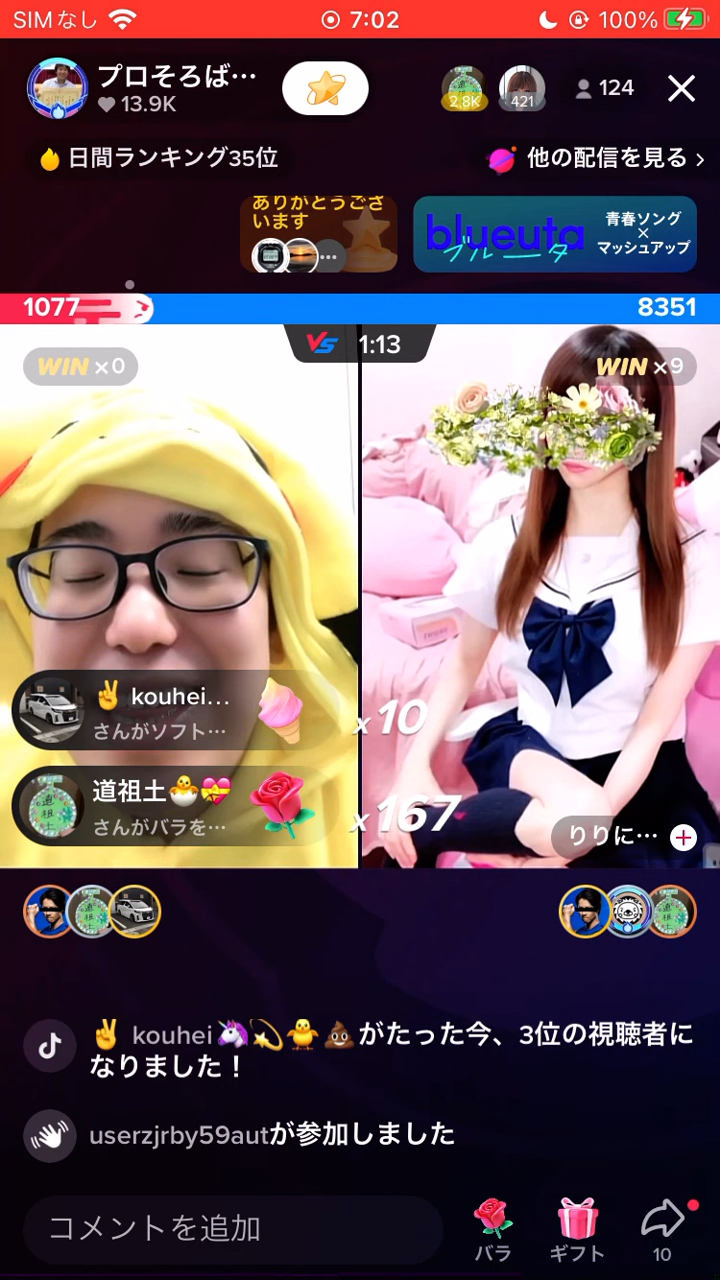 SIMなし 7:02 100%
プロそろば…
13.9K
2.8K 421 124
日間ランキング35位 他の配信を見る
ありがとうござ
います
blueuta
ブルータ
青春ソング
×
マッシュアップ
1077 8351
WIN ×0 VS 1:13 WIN ×9
kouhei…
さんがソフト…
x10
道祖土
さんがバラを…
x167
りりに…
kouhei がたった今、3位の視聴者に
なりました!
userzjrby59autが参加しました
コメントを追加
バラ ギフト 10